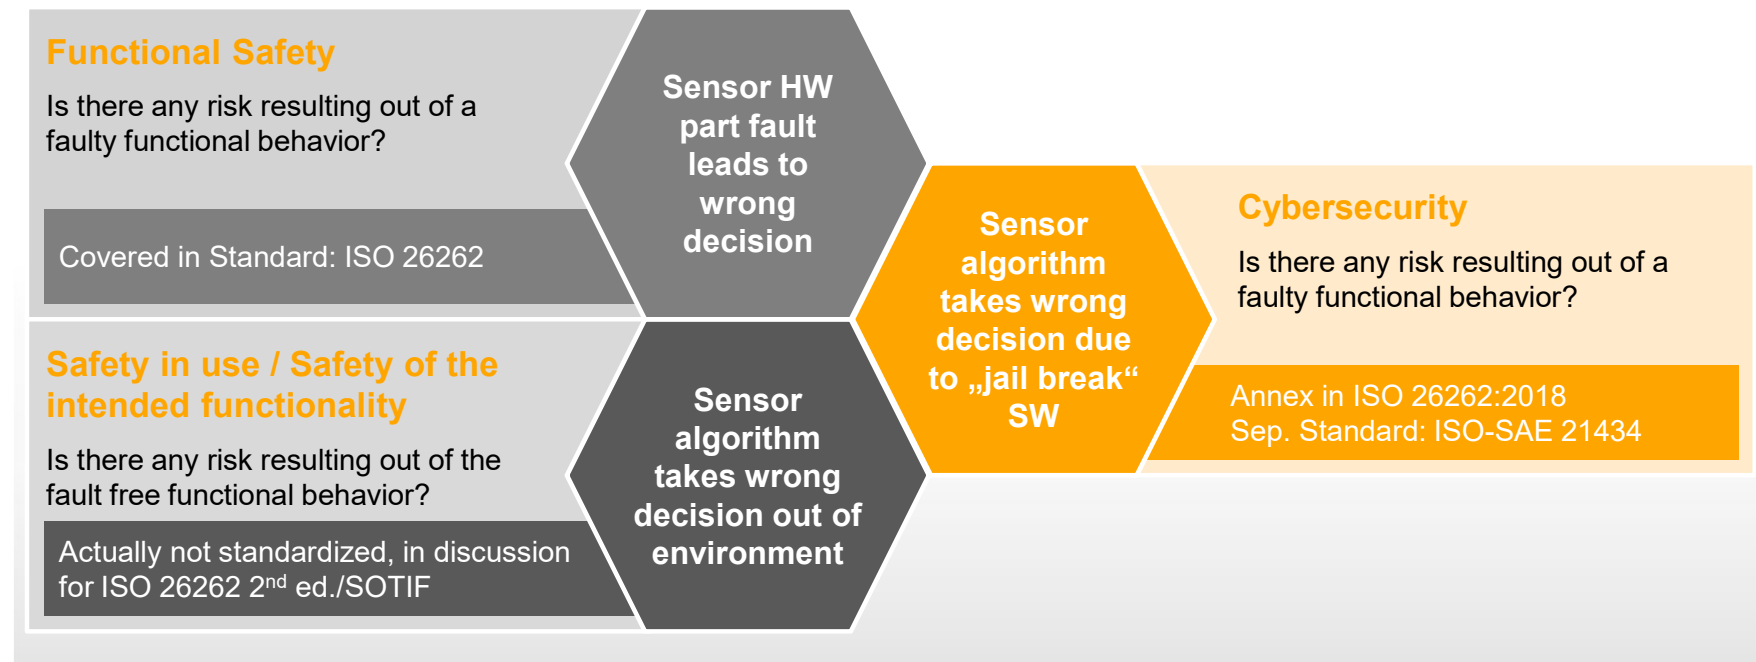 Functional Safety
Is there any risk resulting out of a
faulty functional behavior?
Covered in Standard: ISO 26262
Sensor HW
part fault
leads to
wrong
decision
Safety in use / Safety of the
intended functionality
Is there any risk resulting out of the
fault free functional behavior?
Actually not standardized, in discussion
for ISO 26262 2nd ed./SOTIF
Sensor
algorithm
takes wrong
decision out of
environment
Sensor
algorithm
takes wrong
decision due
to „jail break“
SW
Cybersecurity
Is there any risk resulting out of a
faulty functional behavior?
Annex in ISO 26262:2018
Sep. Standard: ISO-SAE 21434